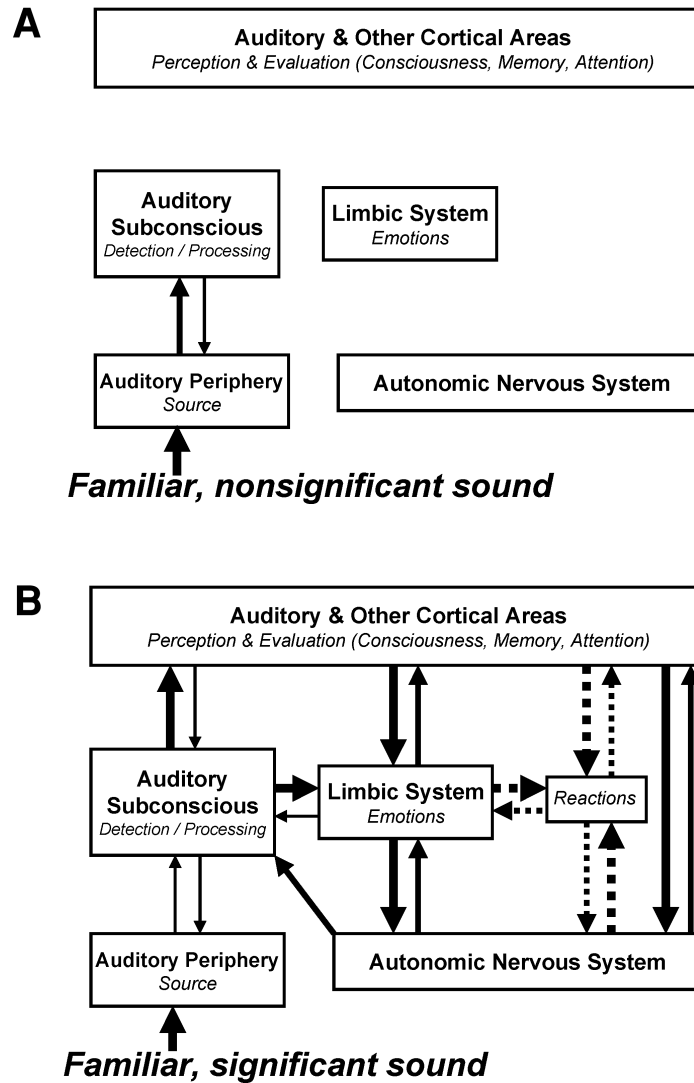 A
Auditory & Other Cortical Areas
Perception & Evaluation (Consciousness, Memory, Attention)
Auditory
Subconscious
Detection / Processing
Limbic System
Emotions
Auditory Periphery
Source
Autonomic Nervous System
Familiar, nonsignificant sound
B
Auditory & Other Cortical Areas
Perception & Evaluation (Consciousness, Memory, Attention)
Auditory
Subconscious
Detection / Processing
Limbic System
Emotions
Reactions
Auditory Periphery
Source
Autonomic Nervous System
Familiar, significant sound